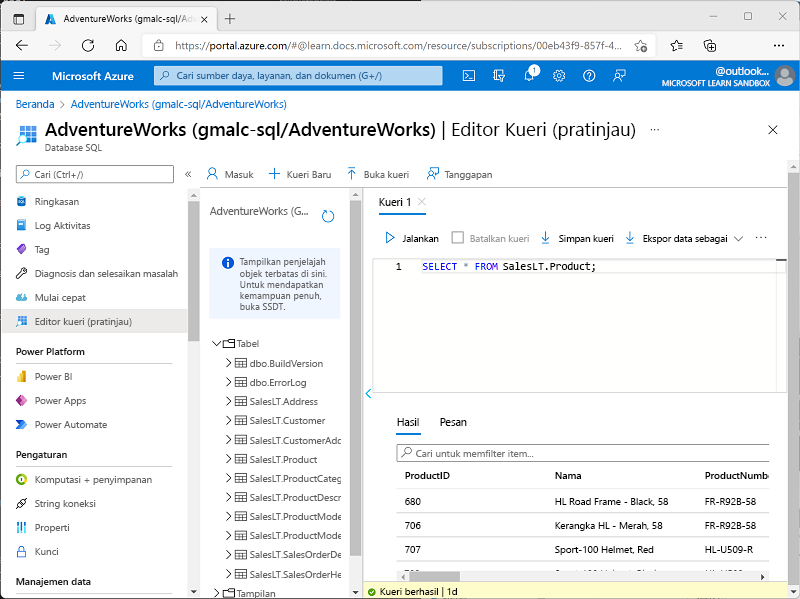 AdventureWorks (gmalc-sql/Adv
https://portal.azure.com/#@learn.docs.microsoft.com/resource/subscriptions/00eb43f9-857f-4...
Microsoft Azure
Cari sumber daya, layanan, dan dokumen (G+/)
1
@outlook...
MICROSOFT LEARN SANDBOX
Beranda > AdventureWorks (gmalc-sql/AdventureWorks)
AdventureWorks (gmalc-sql/AdventureWorks) | Editor Kueri (pratinjau) ...
Database SQL
Cari (Ctrl+/)
Ringkasan
Log Aktivitas
Tag
Diagnosis dan selesaikan masalah
Mulai cepat
Editor kueri (pratinjau)
Power Platform
Power BI
Power Apps
Power Automate
Pengaturan
Komputasi + penyimpanan
String koneksi
Properti
Kunci
Manajemen data
Masuk
Kueri Baru
Buka kueri
Tanggapan
AdventureWorks (G...
Tampilkan penjelajah
objek terbatas di sini.
Untuk mendapatkan
kemampuan penuh,
buka SSDT.
Tabel
dbo.BuildVersion
dbo.ErrorLog
SalesLT.Address
SalesLT.Customer
SalesLT.CustomerAdd
SalesLT.Product
SalesLT.ProductCateg
SalesLT.ProductDescr
SalesLT.ProductMode
SalesLT.ProductMode
SalesLT.SalesOrderDe
SalesLT.SalesOrderHe
Tampilan
Kueri 1
Jalankan
Batalkan kueri
Simpan kueri
Ekspor data sebagai
...
1 SELECT * FROM SalesLT.Product;
Hasil Pesan
Cari untuk memfilter item...
ProductID Nama ProductNumbe
680 HL Road Frame - Black, 58 FR-R92B-58
706 Kerangka HL - Merah, 58 FR-R92B-58
707 Sport-100 Helmet, Red HL-U509-R
Kueri berhasil | 1d